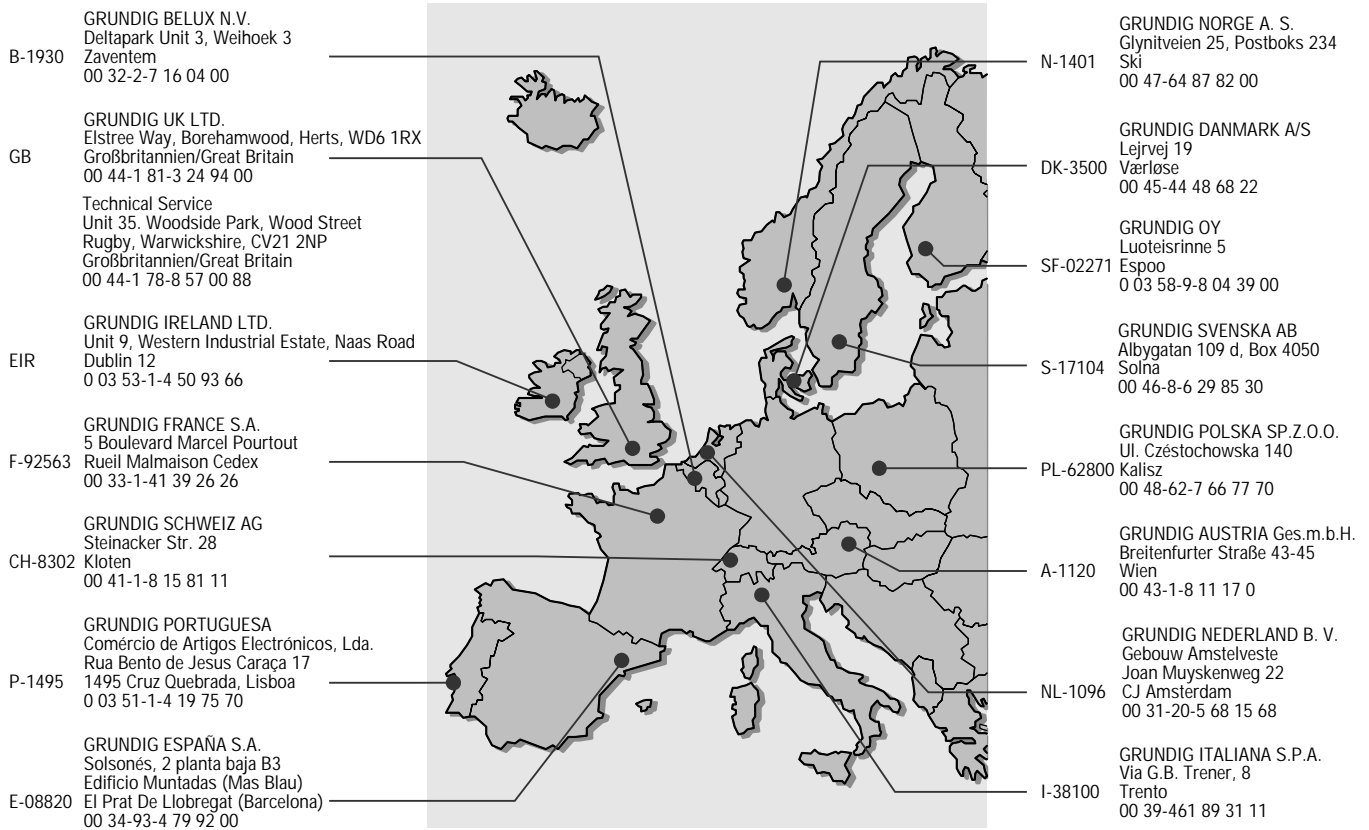 GRUNDIG BELUX N.V.
Deltapark Unit 3, Weihoek 3
B-1930 Zaventem
00 32-2-7 16 04 00
GRUNDIG UK LTD.
Elstree Way, Borehamwood, Herts, WD6 1RX
GB Großbritannien/Great Britain
00 44-1 81-3 24 94 00
Technical Service
Unit 35. Woodside Park, Wood Street
Rugby, Warwickshire, CV21 2NP
Großbritannien/Great Britain
00 44-1 78-8 57 00 88
GRUNDIG IRELAND LTD.
Unit 9, Western Industrial Estate, Naas Road
EIR Dublin 12
0 03 53-1-4 50 93 66
GRUNDIG FRANCE S.A.
5 Boulevard Marcel Pourtout
F-92563 Rueil Malmaison Cedex
00 33-1-41 39 26 26
GRUNDIG SCHWEIZ AG
Steinacker Str. 28
CH-8302 Kloten
00 41-1-8 15 81 11
GRUNDIG PORTUGUESA
Comércio de Artigos Electrónicos, Lda.
Rua Bento de Jesus Caraça 17
P-1495 1495 Cruz Quebrada, Lisboa
0 03 51-1-4 19 75 70
GRUNDIG ESPAÑA S.A.
Solsonés, 2 planta baja B3
Edificio Muntadas (Mas Blau)
E-08820 El Prat De Llobregat (Barcelona)
00 34-93-4 79 92 00
GRUNDIG NORGE A. S.
Glynitveien 25, Postboks 234
N-1401 Ski
00 47-64 87 82 00
GRUNDIG DANMARK A/S
Lejrvej 19
DK-3500 Værløse
00 45-44 48 68 22
GRUNDIG OY
Luoteisrinne 5
SF-02271 Espoo
0 03 58-9-8 04 39 00
GRUNDIG SVENSKA AB
Albygatan 109 d, Box 4050
S-17104 Solna
00 46-8-6 29 85 30
GRUNDIG POLSKA SP.Z.O.O.
Ul. Czéstochowska 140
PL-62800 Kalisz
00 48-62-7 66 77 70
GRUNDIG AUSTRIA Ges.m.b.H.
Breitenfurter Straße 43-45
A-1120 Wien
00 43-1-8 11 17 0
GRUNDIG NEDERLAND B. V.
Gebouw Amstelveste
Joan Muyskenweg 22
NL-1096 CJ Amsterdam
00 31-20-5 68 15 68
GRUNDIG ITALIANA S.P.A.
Via G.B. Trener, 8
I-38100 Trento
00 39-461 89 31 11